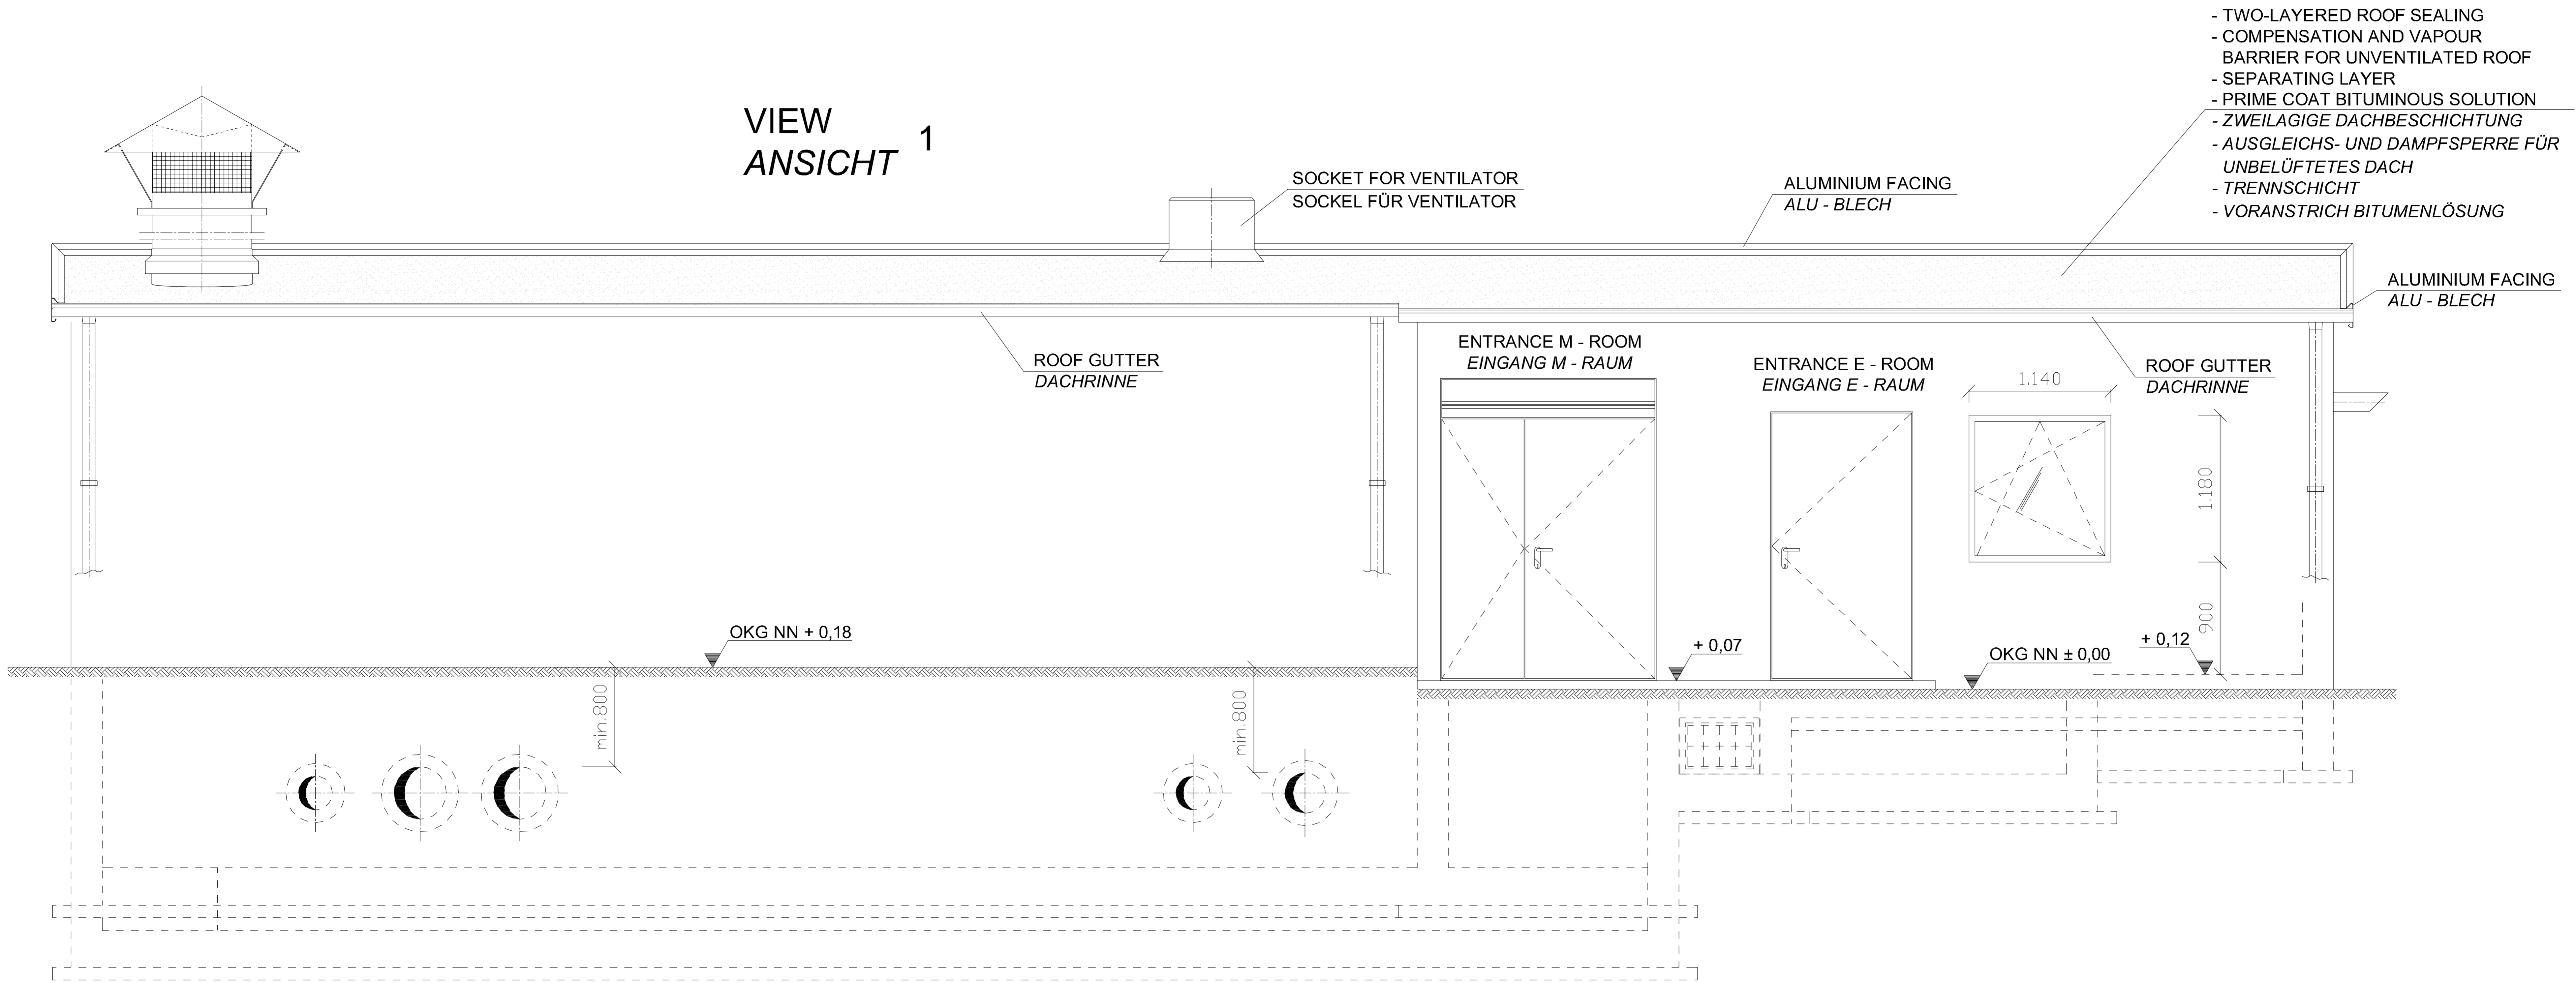 - TWO-LAYERED ROOF SEALING
- COMPENSATION AND VAPOUR
BARRIER FOR UNVENTILATED ROOF
- SEPARATING LAYER
- PRIME COAT BITUMINOUS SOLUTION
- ZWEILAGIGE DACHBESCHICHTUNG
- AUSGLEICHS- UND DAMPFSPERRE FÜR
UNBELÜFTETES DACH
- TRENNSCHICHT
- VORANSTRICH BITUMENLÖSUNG
VIEW
ANSICHT 1
SOCKET FOR VENTILATOR
SOCKEL FÜR VENTILATOR
ALUMINIUM FACING
ALU - BLECH
ALUMINIUM FACING
ALU - BLECH
ROOF GUTTER
DACHRINNE
ENTRANCE M - ROOM
EINGANG M - RAUM
ENTRANCE E - ROOM
EINGANG E - RAUM
1.140
ROOF GUTTER
DACHRINNE
1.180
900
OKG NN + 0,18
+ 0,07
OKG NN ± 0,00
+ 0,12
min.800
min.800